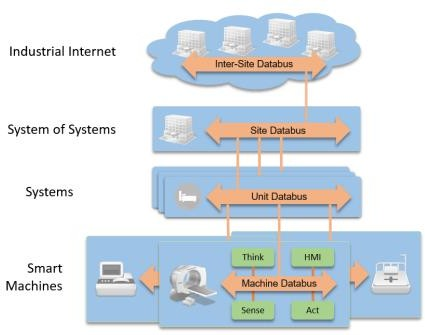 Industrial Internet
Inter-Site Databus
System of Systems
Site Databus
Systems
Unit Databus
Smart
Machines
Think
HMI
Machine Databus
Sense
Act